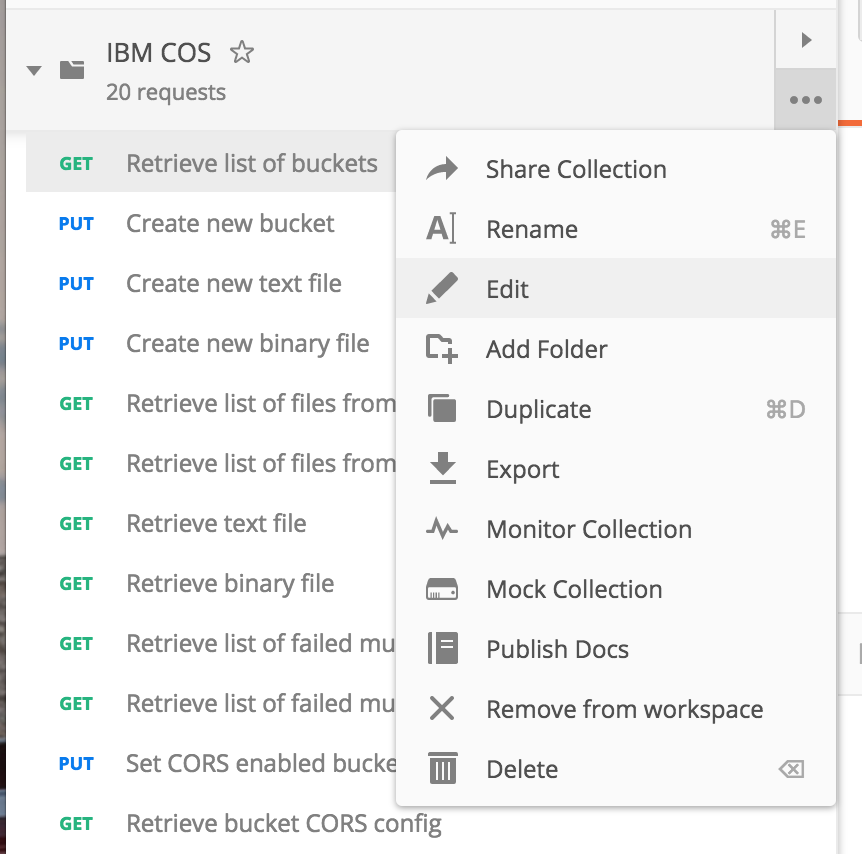 IBM COS
20 requests
GET Retrieve list of buckets
PUT Create new bucket
PUT Create new text file
PUT Create new binary file
GET Retrieve list of files from
GET Retrieve list of files from
GET Retrieve text file
GET Retrieve binary file
GET Retrieve list of failed mu
GET Retrieve list of failed mu
PUT Set CORS enabled bucke
GET Retrieve bucket CORS config
Share Collection
Rename ⌘E
Edit
Add Folder
Duplicate ⌘D
Export
Monitor Collection
Mock Collection
Publish Docs
Remove from workspace
Delete ⌫